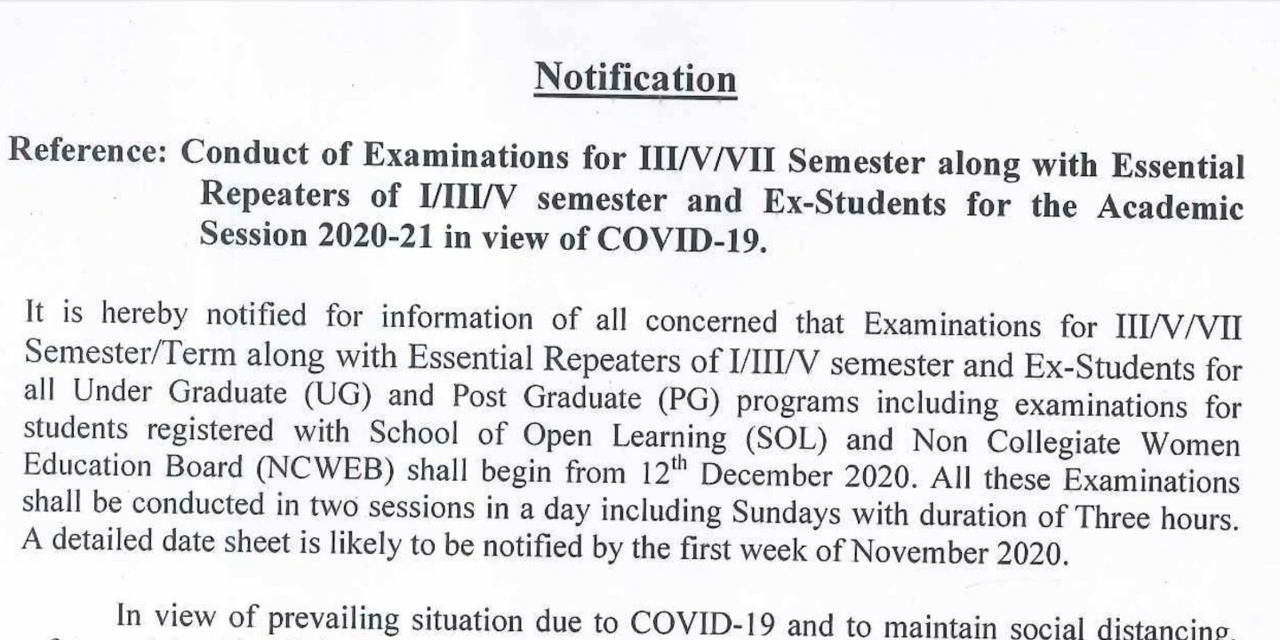 Notification
Reference: Conduct of Examinations for III/V/VII Semester along with Essential
Repeaters of I/III/V semester and Ex-Students for the Academic
Session 2020-21 in view of COVID-19.
It is hereby notified for information of all concerned that Examinations for III/V/VII
Semester/Term along with Essential Repeaters of I/III/V semester and Ex-Students for
all Under Graduate (UG) and Post Graduate (PG) programs including examinations for
students registered with School of Open Learning (SOL) and Non Collegiate Women
Education Board (NCWEB) shall begin from 12th December 2020. All these Examinations
shall be conducted in two sessions in a day including Sundays with duration of Three hours.
A detailed date sheet is likely to be notified by the first week of November 2020.
In view of prevailing situation due to COVID-19 and to maintain social distancing,